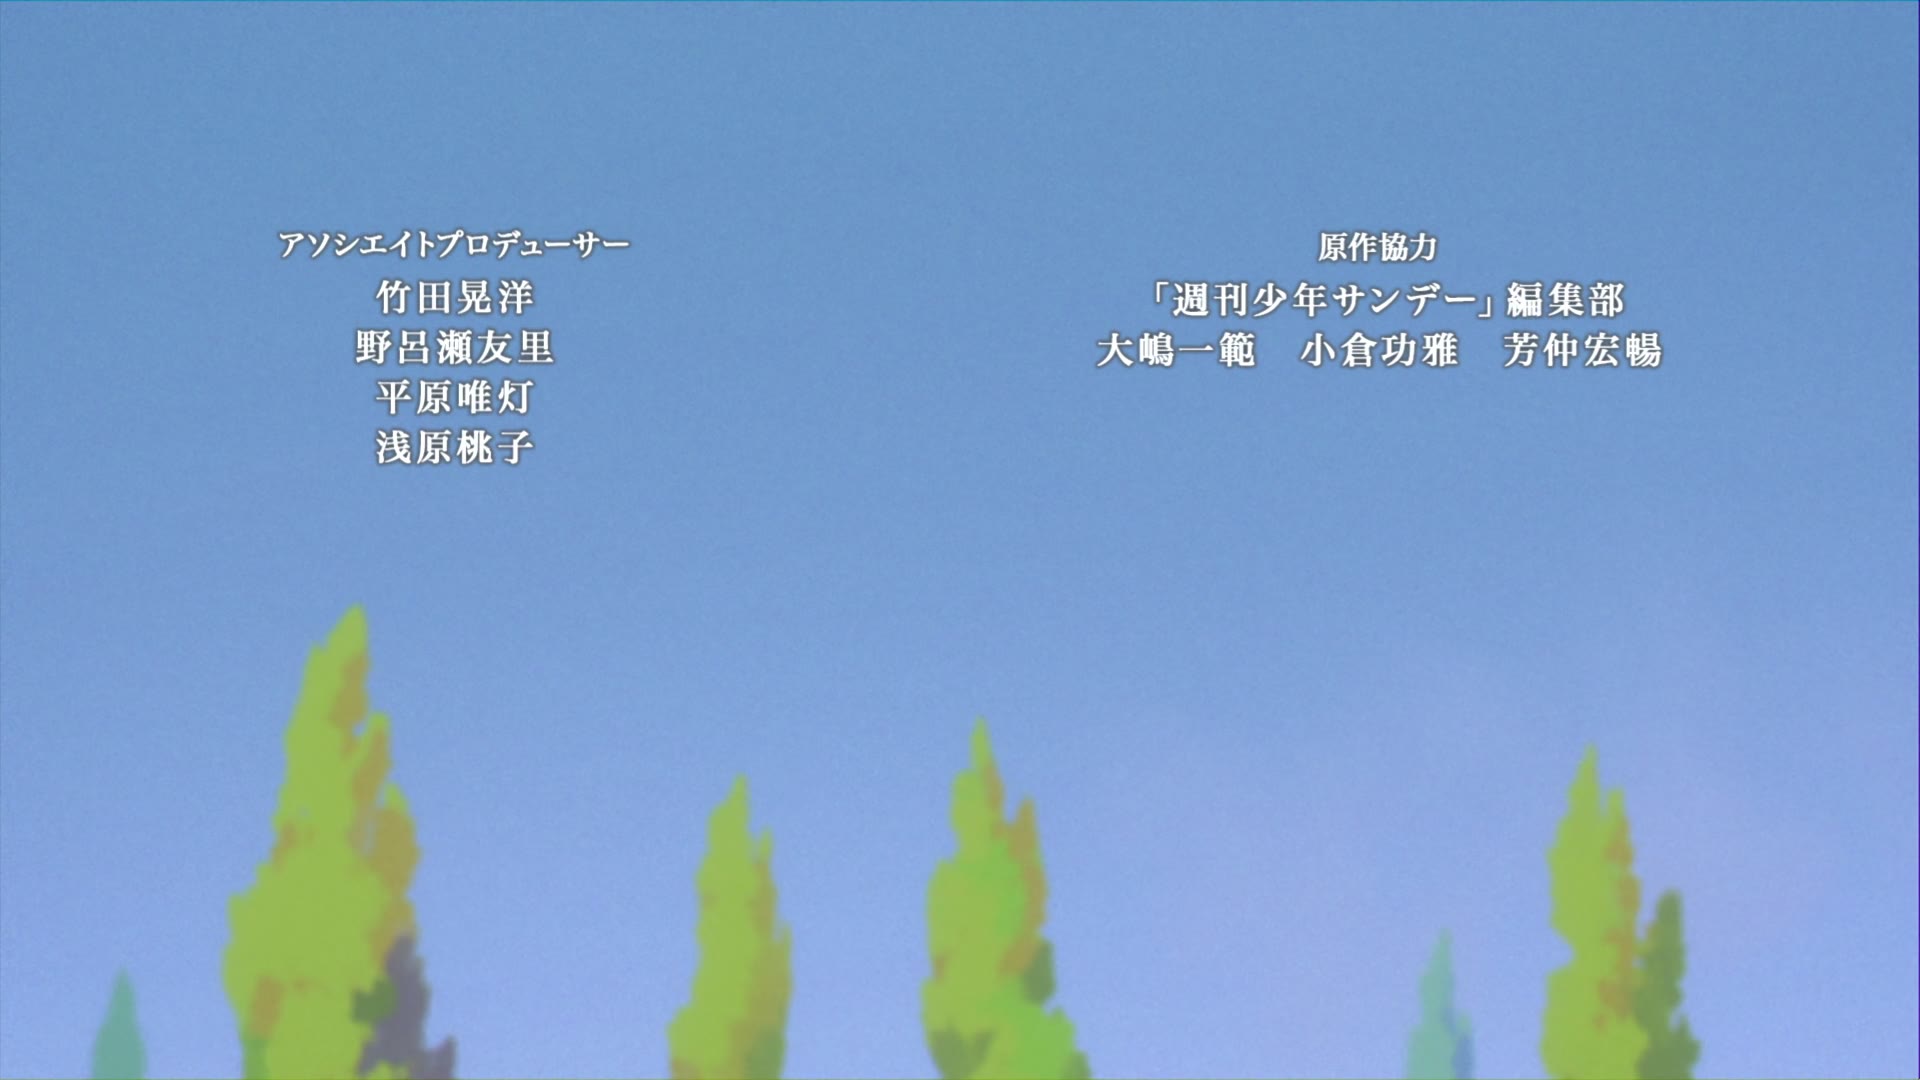 アソシエイトプロデューサー
竹田晃洋
野呂瀬友里
平原唯灯
浅原桃子
原作協力
「週刊少年サンデー」編集部
大嶋一範　小倉功雅　芳仲宏暢